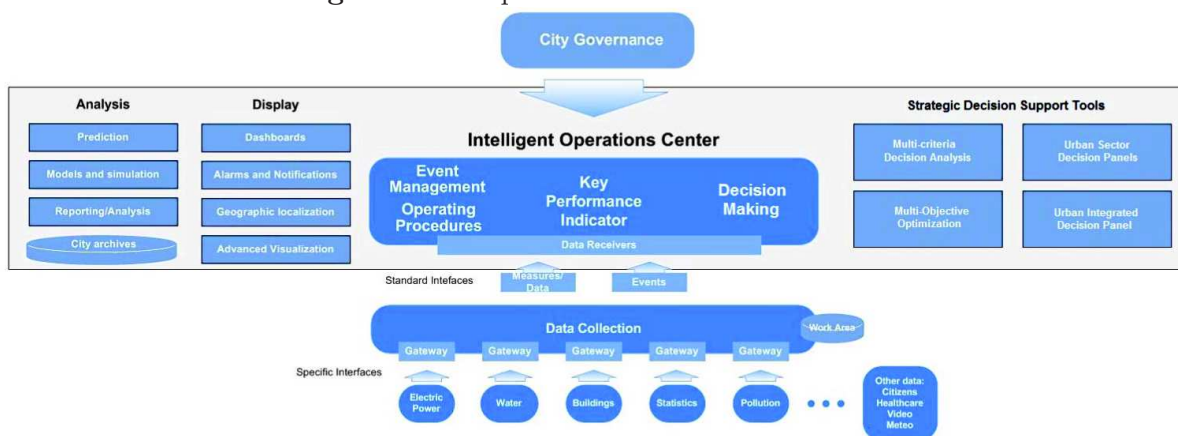 City Governance
Analysis
Prediction
Models and simulation
Reporting/Analysis
City archives
Display
Dashboards
Alarms and Notifications
Geographic localization
Advanced Visualization
Intelligent Operations Center
Event
Management
Operating
Procedures
Key
Performance
Indicator
Decision
Making
Data Receivers
Strategic Decision Support Tools
Multi-criteria
Decision Analysis
Urban Sector
Decision Panels
Multi-Objective
Optimization
Urban Integrated
Decision Panel
Standard Intefaces
Measures/
Data
Events
Data Collection
Work Area
Gateway
Gateway
Gateway
Gateway
Gateway
Specific Interfaces
Electric
Power
Water
Buildings
Statistics
Pollution
Other data:
Citizens
Healthcare
Video
Meteo